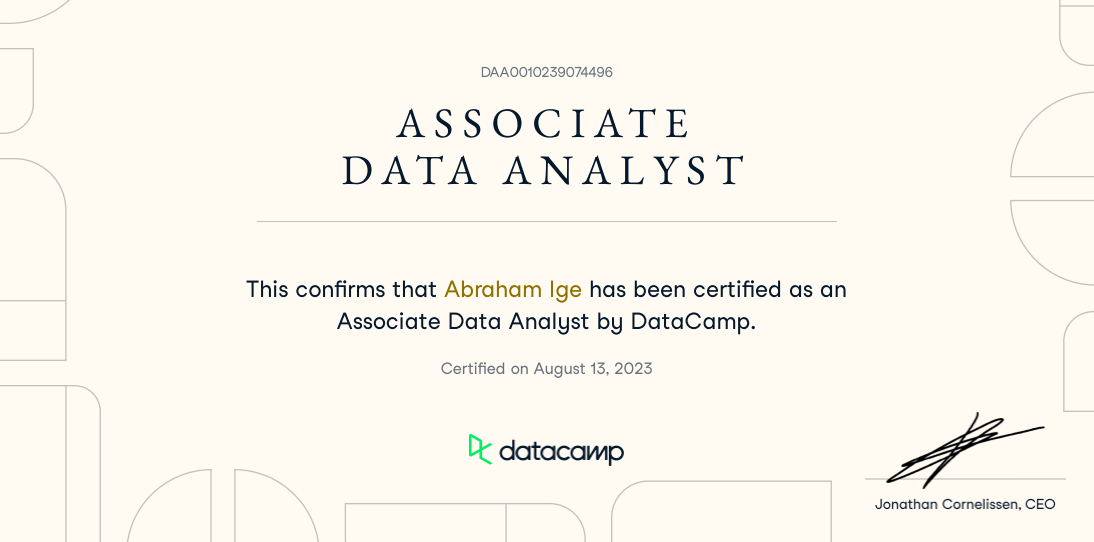 DAA0010239074496
ASSOCIATE
DATA ANALYST
This confirms that Abraham Ige has been certified as an
Associate Data Analyst by DataCamp.
Certified on August 13, 2023
datacamp
Jonathan Cornelissen, CEO